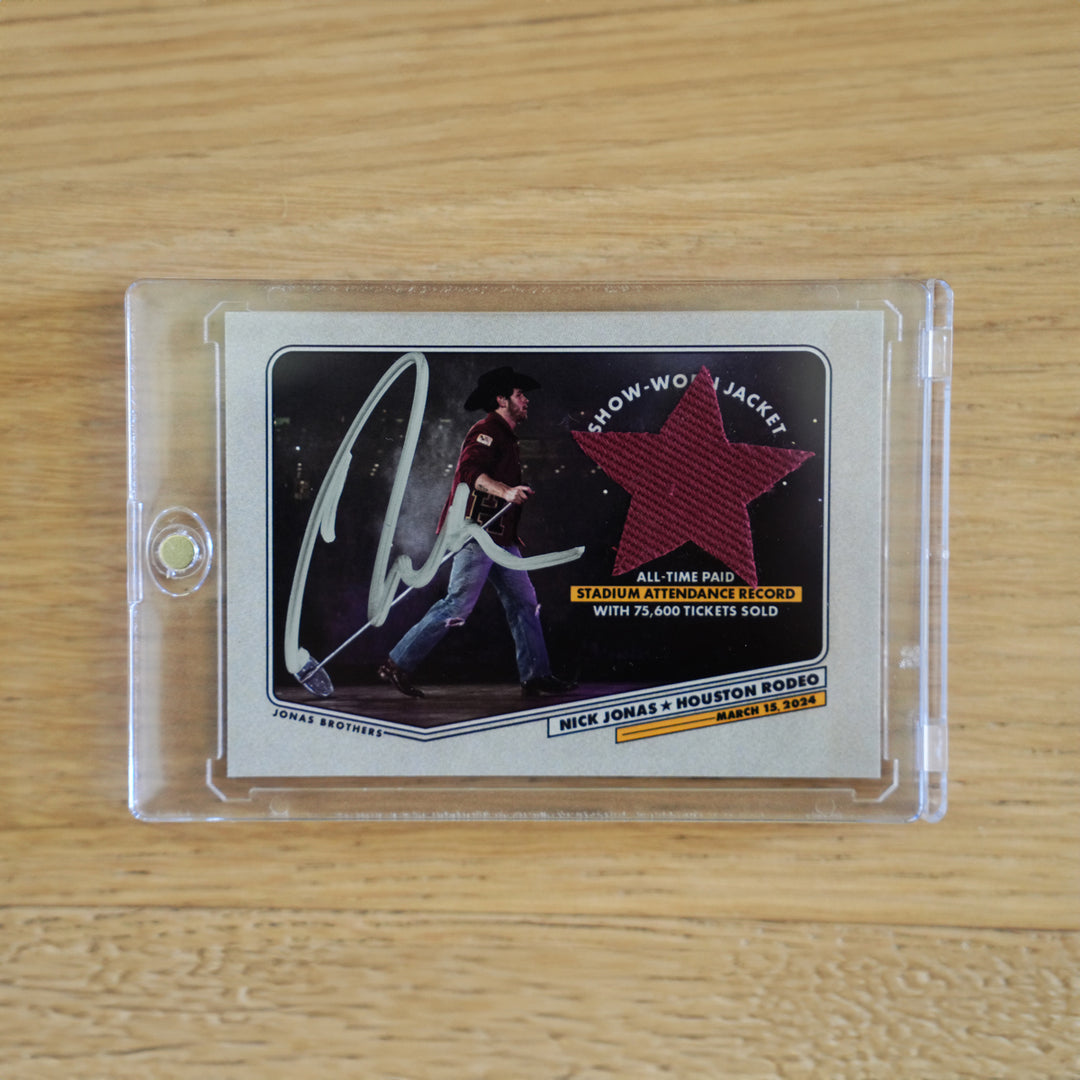 SHOW-WORN JACKET
ALL-TIME PAID
STADIUM ATTENDANCE RECORD
WITH 75,600 TICKETS SOLD
NICK JONAS ★ HOUSTON RODEO
MARCH 15, 2024
JONAS BROTHERS